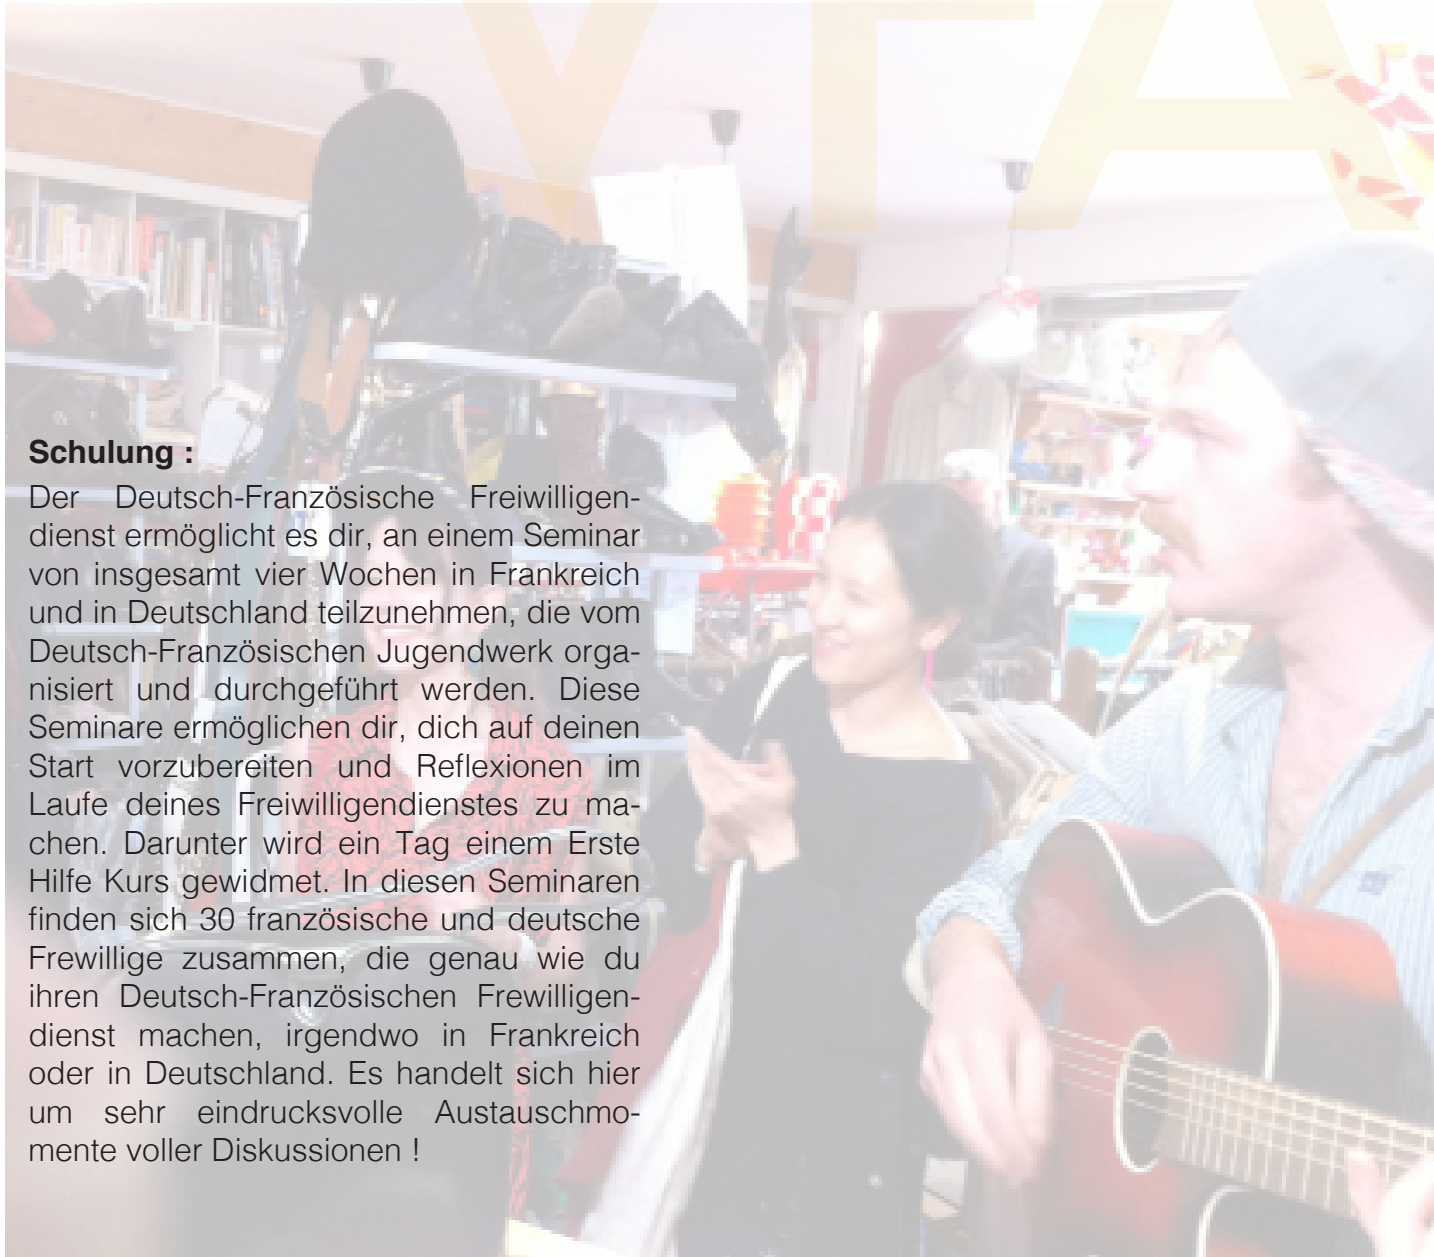 Schulung :
Der Deutsch-Französische Freiwilligen-
dienst ermöglicht es dir, an einem Seminar
von insgesamt vier Wochen in Frankreich
und in Deutschland teilzunehmen, die vom
Deutsch-Französischen Jugendwerk orga-
nisiert und durchgeführt werden. Diese
Seminare ermöglichen dir, dich auf deinen
Start vorzubereiten und Reflexionen im
Laufe deines Freiwilligendienstes zu ma-
chen. Darunter wird ein Tag einem Erste
Hilfe Kurs gewidmet. In diesen Seminaren
finden sich 30 französische und deutsche
Frewillige zusammen, die genau wie du
ihren Deutsch-Französischen Frewilligen-
dienst machen, irgendwo in Frankreich
oder in Deutschland. Es handelt sich hier
um sehr eindrucksvolle Austauschmo-
mente voller Diskussionen !